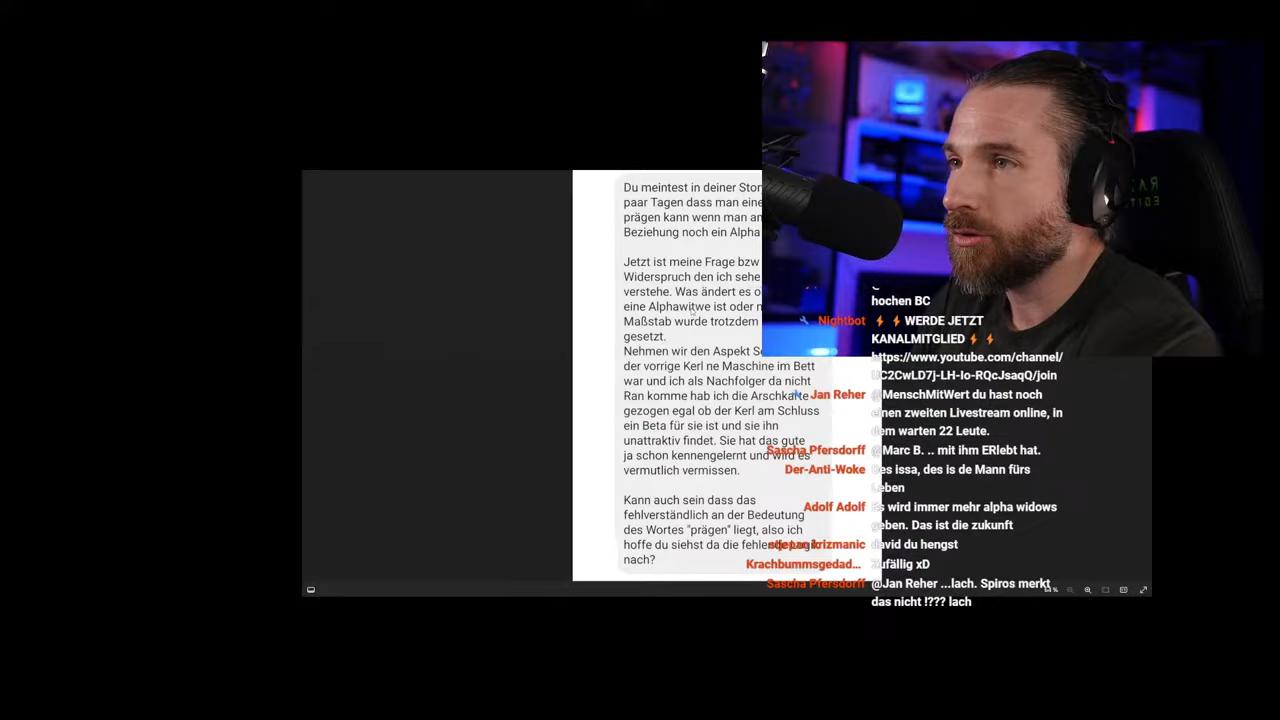 Du meintest in deiner
paar Tagen dass man eine
prägen kann wenn man am
Beziehung noch ein Alpha
Jetzt ist meine Frage bzw
Widerspruch den ich sehe
verstehe. Was ändert es
eine Alphawitwe ist oder
Maßstab wurde trotzdem
gesetzt.
Nehmen wir den Aspekt
der vorrige Kerl ne Maschine im Bett
war und ich als Nachfolger da nicht
Ran komme hab ich die Arschkarte
gezogen egal ob der Kerl am Schluss
ein Beta für sie ist und sie ihn
unattraktiv findet. Sie hat das gute
ja schon kennengelernt und wird es
vermutlich vermissen.
Kann auch sein dass das
fehlverständlich an der Bedeutung
des Wortes "prägen" liegt, also ich
hoffe du siehst da die
nach?
hochen BC
Nightbot ⚡⚡WERDE JETZT
KANALMITGLIED⚡⚡
https://www.youtube.com/channel/
UC2CwLD7j-LH-Io-RQcJsaqQ/join
Jan Reher @MenschMitWert du hast noch
einen zweiten Livestream online, in
dem warten 22 Leute.
Sascha Pfersdorff @Marc B. .. mit ihm ERlebt hat.
Der-Anti-Woke Des issa, des is de Mann fürs
Leben
Adolf Adolf Es wird immer mehr alpha widows
geben. Das ist die zukunft
krizmanic david du hengst
Krachbummsgedad... Zufällig xD
Sascha Pfersdorff @Jan Reher ...lach. Spiros merkt
das nicht !??? lach